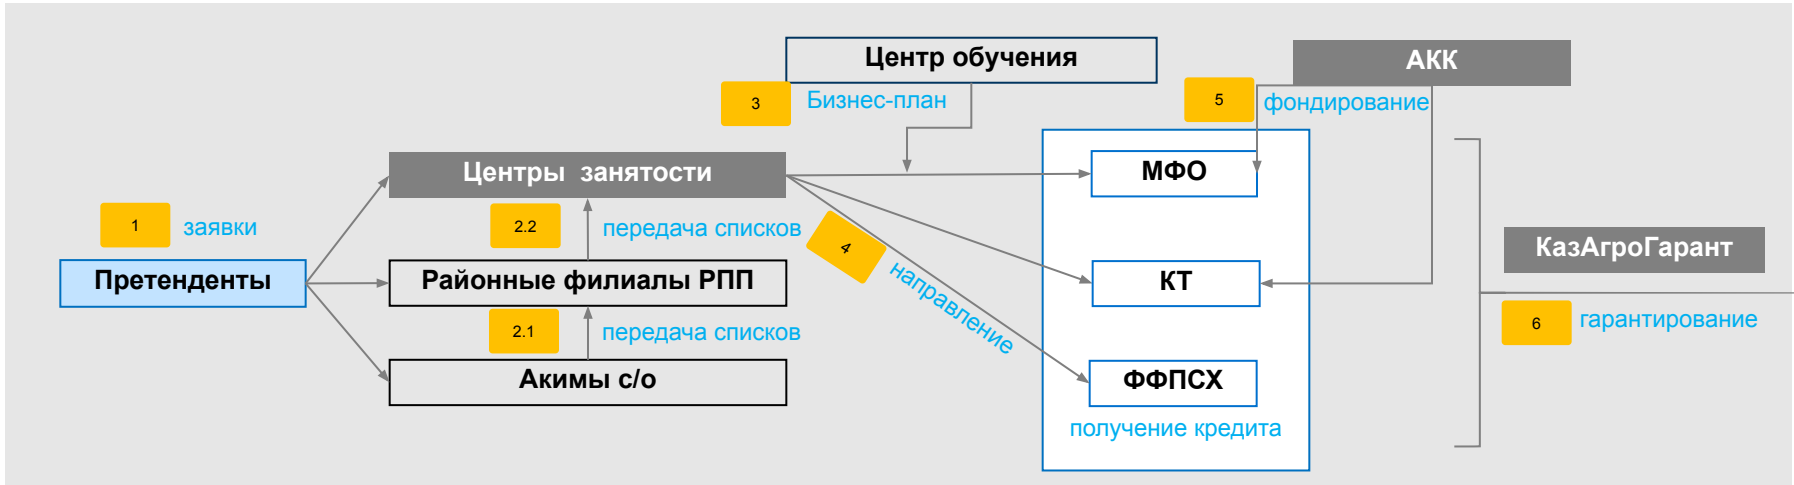 Центр обучения
АКК
3
Бизнес-план
5
фондирование
Центры занятости
МФО
1
заявки
2.2
передача списков
4
направление
КазАгроГарант
Претенденты
Районные филиалы РПП
КТ
2.1
передача списков
6
гарантирование
Акимы с/о
ФФПСХ
получение кредита